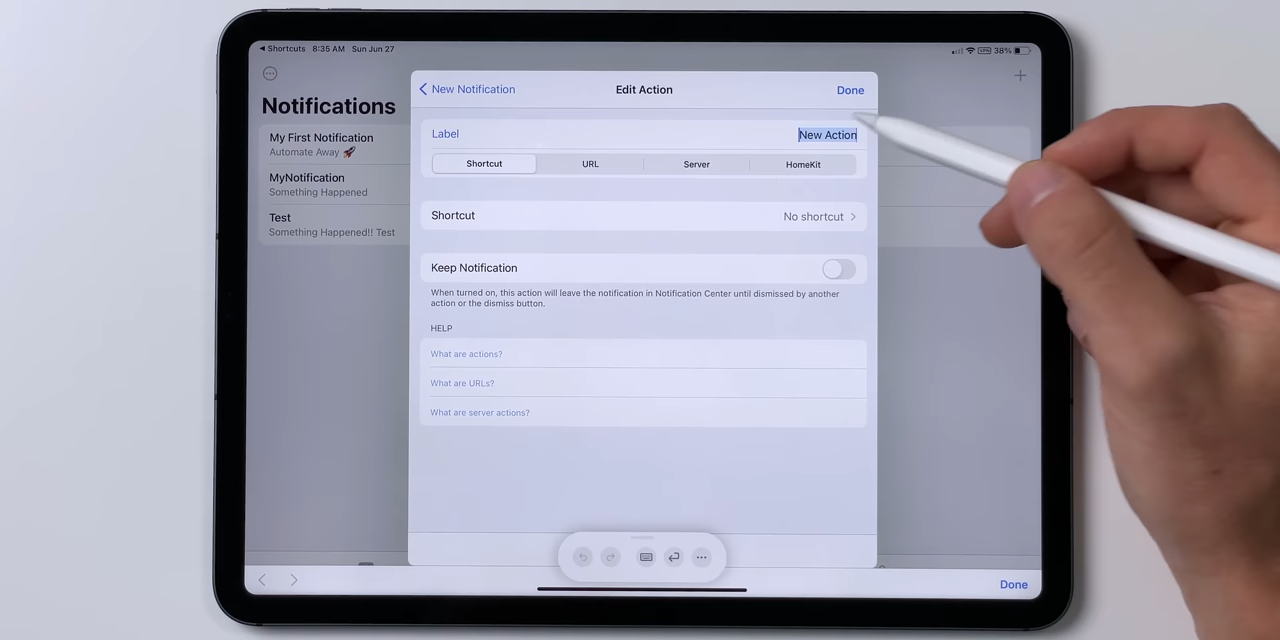 ◀ Shortcuts 8:35 AM Sun Jun 27
VPN 38%
Notifications
My First Notification
Automate Away 🚀
MyNotification
Something Happened
Test
Something Happened!! Test
New Notification
Edit Action
Done
Label
New Action
Shortcut URL Server HomeKit
Shortcut
No shortcut
Keep Notification
When turned on, this action will leave the notification in Notification Center until dismissed by another
action or the dismiss button.
HELP
What are actions?
What are URLs?
What are server actions?
Done